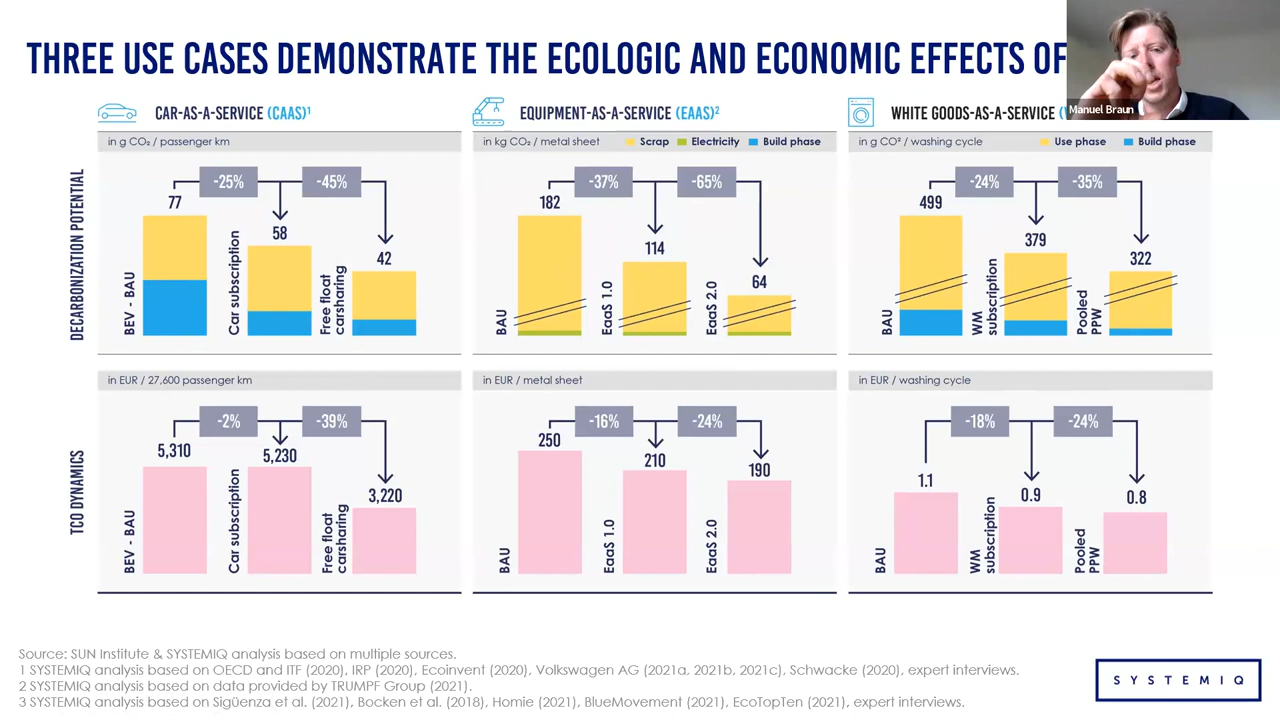 THREE USE CASES DEMONSTRATE THE ECOLOGIC AND ECONOMIC EFFECTS OF
Manuel Braun
CAR-AS-A-SERVICE (CAAS)¹
EQUIPMENT-AS-A-SERVICE (EAAS)²
WHITE GOODS-AS-A-SERVICE
DECARBONIZATION POTENTIAL
in g CO₂ / passenger km
-25%
-45%
77
58
42
BEV - BAU
Car subscription
Free float
carsharing
in kg CO₂ / metal sheet
Scrap
Electricity
Build phase
-37%
-65%
182
114
64
BAU
EaaS 1.0
EaaS 2.0
in g CO² / washing cycle
Use phase
Build phase
-24%
-35%
499
379
322
BAU
WM
subscription
Pooled
PPW
TCO DYNAMICS
in EUR / 27,600 passenger km
-2%
-39%
5,310
5,230
3,220
BEV - BAU
Car subscription
Free float
carsharing
in EUR / metal sheet
-16%
-24%
250
210
190
BAU
EaaS 1.0
EaaS 2.0
in EUR / washing cycle
-18%
-24%
1.1
0.9
0.8
BAU
WM
subscription
Pooled
PPW
Source: SUN Institute & SYSTEMIQ analysis based on multiple sources.
1 SYSTEMIQ analysis based on OECD and ITF (2020), IRP (2020), Ecoinvent (2020), Volkswagen AG (2021a, 2021b, 2021c), Schwacke (2020), expert interviews.
2 SYSTEMIQ analysis based on data provided by TRUMPF Group (2021).
3 SYSTEMIQ analysis based on Sigüenza et al. (2021), Bocken et al. (2018), Homie (2021), BlueMovement (2021), EcoTopTen (2021), expert interviews.
SYSTEMIQ